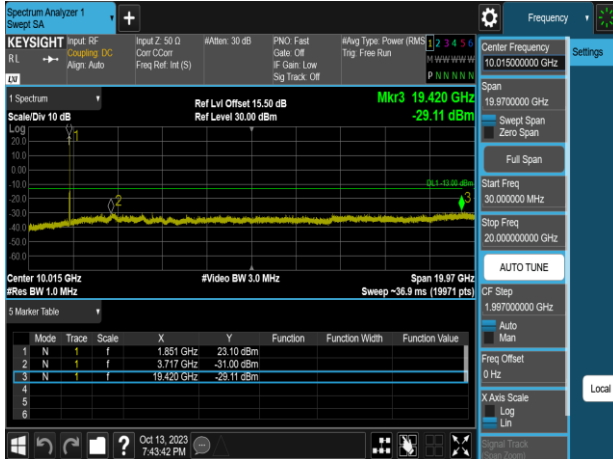 Spectrum Analyzer 1
Swept SA
Frequency
KEYSIGHT
RL
Input: RF
Coupling: DC
Align: Auto
Input Z: 50 Ω
Corr CCorr
Freq Ref: Int (S)
#Atten: 30 dB
PNO: Fast
Gate: Off
IF Gain: Low
Sig Track: Off
#Avg Type: Power (RMS
Trig: Free Run
1 2 3 4 5 6
M W W W W W
P N N N N N
Settings
LXI
1 Spectrum
Scale/Div 10 dB
Ref Lvl Offset 15.50 dB
Ref Level 30.00 dBm
Mkr3 19.420 GHz
-29.11 dBm
Log
20.0
10.0
0.00
-10.0
-20.0
-30.0
-40.0
-50.0
-60.0
1
2
3
DL1 -13.00 dBm
Center 10.015 GHz
#Res BW 1.0 MHz
#Video BW 3.0 MHz
Span 19.97 GHz
Sweep ~36.9 ms (19971 pts)
5 Marker Table
Mode Trace Scale X Y Function Function Width Function Value
1 N 1 f 1.851 GHz 23.10 dBm
2 N 1 f 3.717 GHz -31.00 dBm
3 N 1 f 19.420 GHz -29.11 dBm
4
5
6
Center Frequency
10.015000000 GHz
Span
19.9700000 GHz
Swept Span
Zero Span
Full Span
Start Freq
30.000000 MHz
Stop Freq
20.000000000 GHz
AUTO TUNE
CF Step
1.997000000 GHz
Auto
Man
Freq Offset
0 Hz
X Axis Scale
Log
Lin
Signal Track
(Span Zoom)
Local
?
Oct 13, 2023
7:43:42 PM